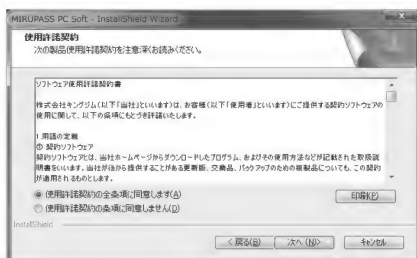 MIRUPASS PC Soft - InstallShield Wizard
使用許諾契約
次の製品使用許諾契約を注意深くお読みください。
ソフトウェア使用許諾契約書
株式会社キングジム(以下「当社」といいます)は、お客様(以下「使用者」といいます)にご提供する契約ソフトウェアの
使用に関して、以下の条項にもとづき許諾いたします。
1 用語の定義
① 契約ソフトウェア
契約ソフトウェアとは、当社ホームページからダウンロードしたプログラム、およびその使用方法などが記載された取扱説
明書をいいます。当社が後から提供することがある更新版、交換品、バックアップのための複製品についても、この契約
が適用されるものとします。
使用許諾契約の全条項に同意します(A)
印刷(P)
使用許諾契約の条項に同意しません(D)
InstallShield
< 戻る(B)
次へ (N)>
キャンセル